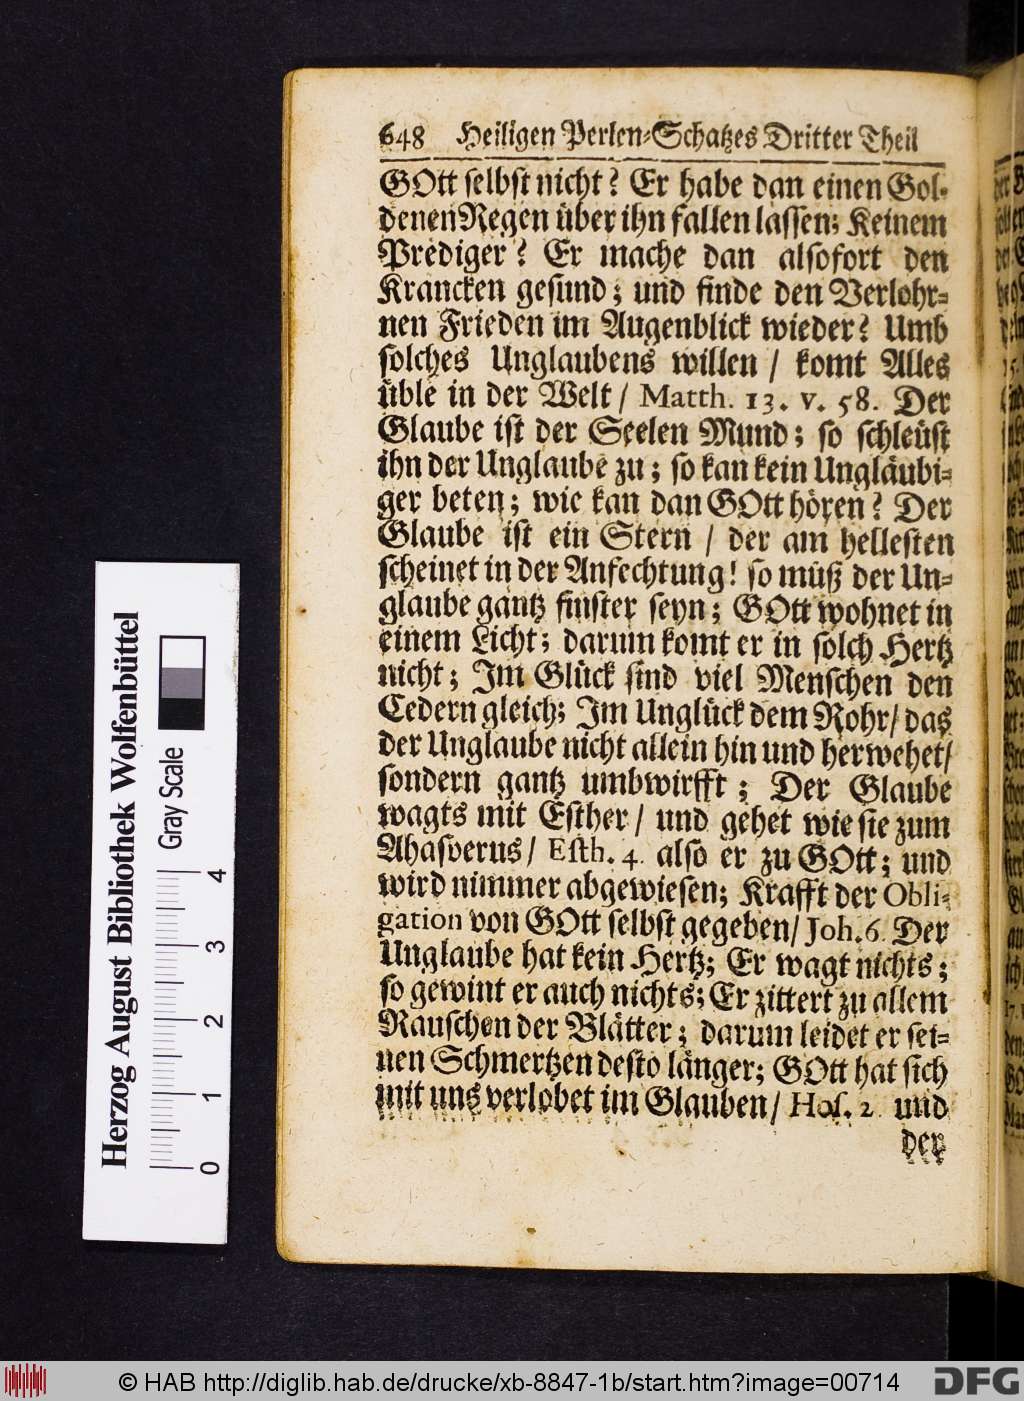 648 Heiligen Perlen-Schatzes Dritter Theil
GOtt selbst nicht? Er habe dan einen Gol-
denen Regen über ihn fallen lassen; Keinem
Prediger? Er mache dan alsofort den
Krancken gesund; und finde den Verlohr-
nen Frieden im Augenblick wieder? Umb
solches Unglaubens willen / komt Alles
üble in der Welt / Matth. 13. v. 58. Der
Glaube ist der Seelen Mund; so schleüst
ihn der Unglaube zu; so kan kein Ungläubi-
ger beten; wie kan dan GOtt hören? Der
Glaube ist ein Stern / der am hellesten
scheinet in der Anfechtung! so müß der Un-
glaube gantz finster seyn; GOtt wohnet in
einem Licht; darum komt er in solch Hertz
nicht; Im Glück sind viel Menschen den
Cedern gleich; Im Unglück dem Rohr / das
der Unglaube nicht allein hin und her wehet /
sondern gantz umbwirfft; Der Glaube
wagts mit Esther / und gehet wie sie zum
Ahasverus / Esth. 4. also er zu GOtt; und
wird nimmer abgewiesen; Krafft der Obli-
gation von GOtt selbst gegeben / Joh. 6. Der
Unglaube hat kein Hertz; Er wagt nichts;
so gewint er auch nichts; Er zittert zu allem
Rauschen der Blätter; darum leidet er sei-
nen Schmertzen desto länger; GOtt hat sich
mit uns verlobet im Glauben / Hos. 2. und
der
Herzog August Bibliothek Wolfenbüttel
Gray Scale
0 1 2 3 4
© HAB http://diglib.hab.de/drucke/xb-8847-1b/start.htm?image=00714
DFG